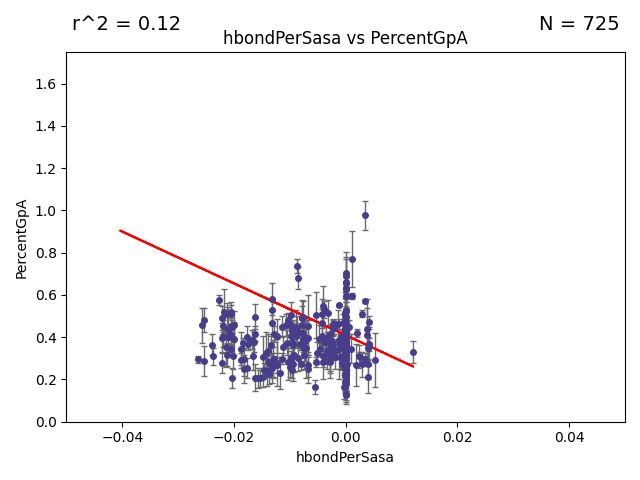 r^2 = 0.12
N = 725
hbondPerSasa vs PercentGpA
1.6
1.4
1.2
1.0
0.8
0.6
0.4
0.2
0.0
PercentGpA
−0.04
−0.02
0.00
0.02
0.04
hbondPerSasa